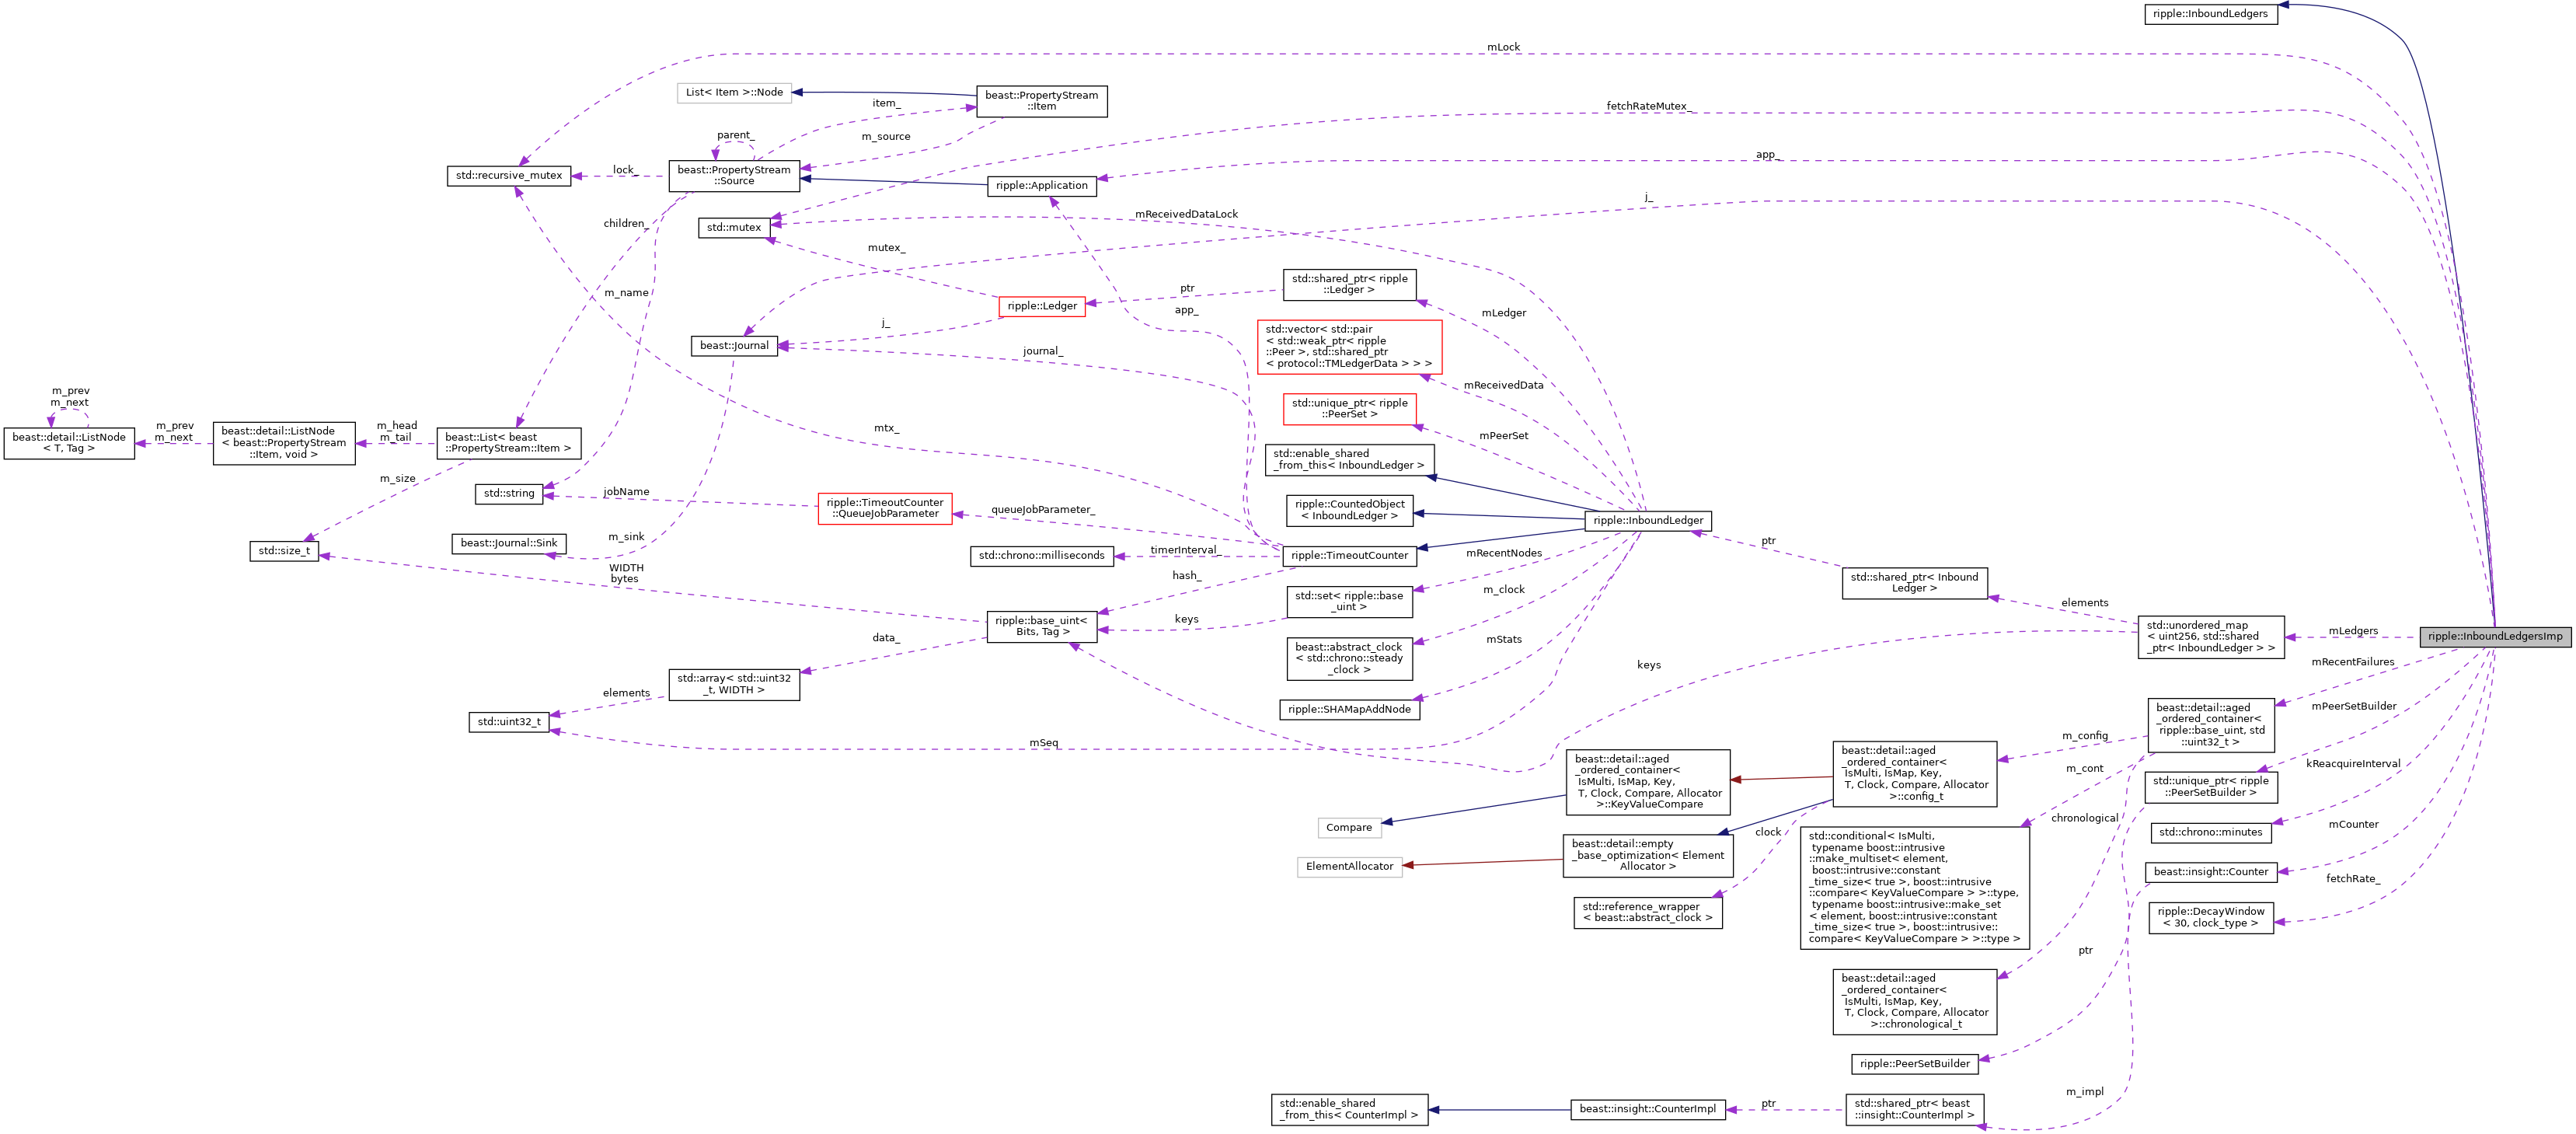 ripple::InboundLedgers
mLock
List< Item >::Node
beast::PropertyStream
::Item
item_
fetchRateMutex_
parent_
m_source
app_
std::recursive_mutex
lock_
beast::PropertyStream
::Source
ripple::Application
j_
children_
std::mutex
mReceivedDataLock
mutex_
std::shared_ptr< ripple
::Ledger >
ptr
m_name
ripple::Ledger
app_
mLedger
j_
std::vector< std::pair
< std::weak_ptr< ripple
::Peer >, std::shared_ptr
< protocol::TMLedgerData > > >
beast::Journal
journal_
mReceivedData
m_prev
m_next
std::unique_ptr< ripple
::PeerSet >
beast::detail::ListNode
< T, Tag >
m_prev
m_next
beast::detail::ListNode
< beast::PropertyStream
::Item, void >
m_head
m_tail
beast::List< beast
::PropertyStream::Item >
mtx_
mPeerSet
std::enable_shared
_from_this< InboundLedger >
m_size
std::string
jobName
ripple::TimeoutCounter
::QueueJobParameter
queueJobParameter_
ripple::CountedObject
< InboundLedger >
ripple::InboundLedger
std::size_t
beast::Journal::Sink
m_sink
std::chrono::milliseconds
timerInterval_
ripple::TimeoutCounter
mRecentNodes
ptr
WIDTH
bytes
hash_
std::set< ripple::base
_uint >
m_clock
std::shared_ptr< Inbound
Ledger >
elements
ripple::base_uint<
Bits, Tag >
keys
std::unordered_map
< uint256, std::shared
_ptr< InboundLedger > >
mLedgers
ripple::InboundLedgersImp
data_
beast::abstract_clock
< std::chrono::steady
_clock >
mStats
keys
mRecentFailures
std::array< std::uint32
_t, WIDTH >
elements
ripple::SHAMapAddNode
beast::detail::aged
_ordered_container<
ripple::base_uint, std
::uint32_t >
mPeerSetBuilder
std::uint32_t
mSeq
m_config
beast::detail::aged
_ordered_container<
IsMulti, IsMap, Key,
T, Clock, Compare, Allocator
>::KeyValueCompare
beast::detail::aged
_ordered_container<
IsMulti, IsMap, Key,
T, Clock, Compare, Allocator
>::config_t
m_cont
std::unique_ptr< ripple
::PeerSetBuilder >
kReacquireInterval
Compare
clock
chronological
std::chrono::minutes
mCounter
ElementAllocator
beast::detail::empty
_base_optimization< Element
Allocator >
std::conditional< IsMulti,
typename boost::intrusive
::make_multiset< element,
boost::intrusive::constant
_time_size< true >, boost::intrusive
::compare< KeyValueCompare > >::type,
typename boost::intrusive::make_set
< element, boost::intrusive::constant
_time_size< true >, boost::intrusive::
compare< KeyValueCompare > >::type >
beast::insight::Counter
fetchRate_
std::reference_wrapper
< beast::abstract_clock >
ripple::DecayWindow
< 30, clock_type >
ptr
beast::detail::aged
_ordered_container<
IsMulti, IsMap, Key,
T, Clock, Compare, Allocator
>::chronological_t
ripple::PeerSetBuilder
m_impl
std::enable_shared
_from_this< CounterImpl >
beast::insight::CounterImpl
ptr
std::shared_ptr< beast
::insight::CounterImpl >